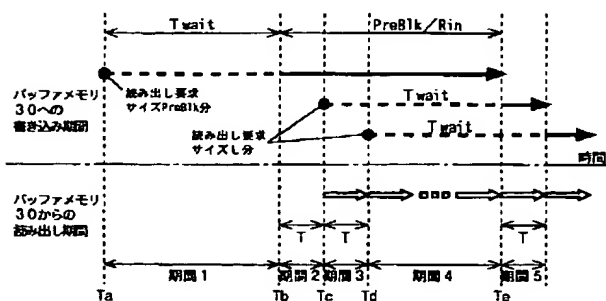 Twait
PreBlk/Rin
読み出し要求
サイズPreBlk分
バッファメモリ
30への
書き込み期間
Twait
読み出し要求
サイズL分
Twait
時間
バッファメモリ
30からの
読み出し期間
T
T
T
期間1
期間2
期間3
期間4
期間5
Ta
Tb
Tc
Td
Te